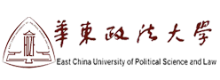 華東政法大學
East China University of Political Science and Law